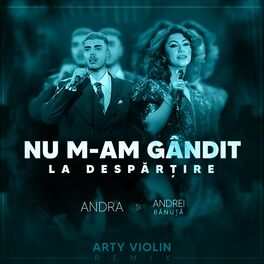 NU M-AM GÂNDIT
LA DESPĂRȚIRE
ANDRA ȘI ANDREI
BĂNUȚĂ
ARTY VIOLIN
REMIX